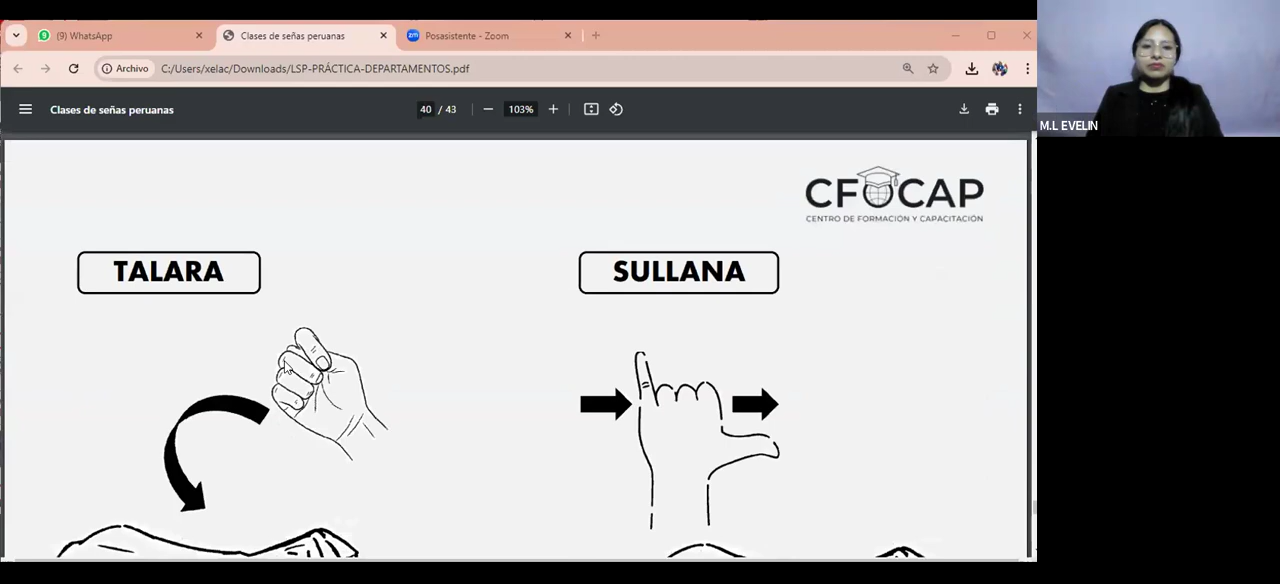 (9) WhatsApp
Clases de señas peruanas
Posasistente - Zoom
Archivo
C:/Users/xelac/Downloads/LSP-PRÁCTICA-DEPARTAMENTOS.pdf
Clases de señas peruanas
40 / 43
103%
M.L EVELIN
CFOCAP
CENTRO DE FORMACIÓN Y CAPACITACIÓN
TALARA
SULLANA